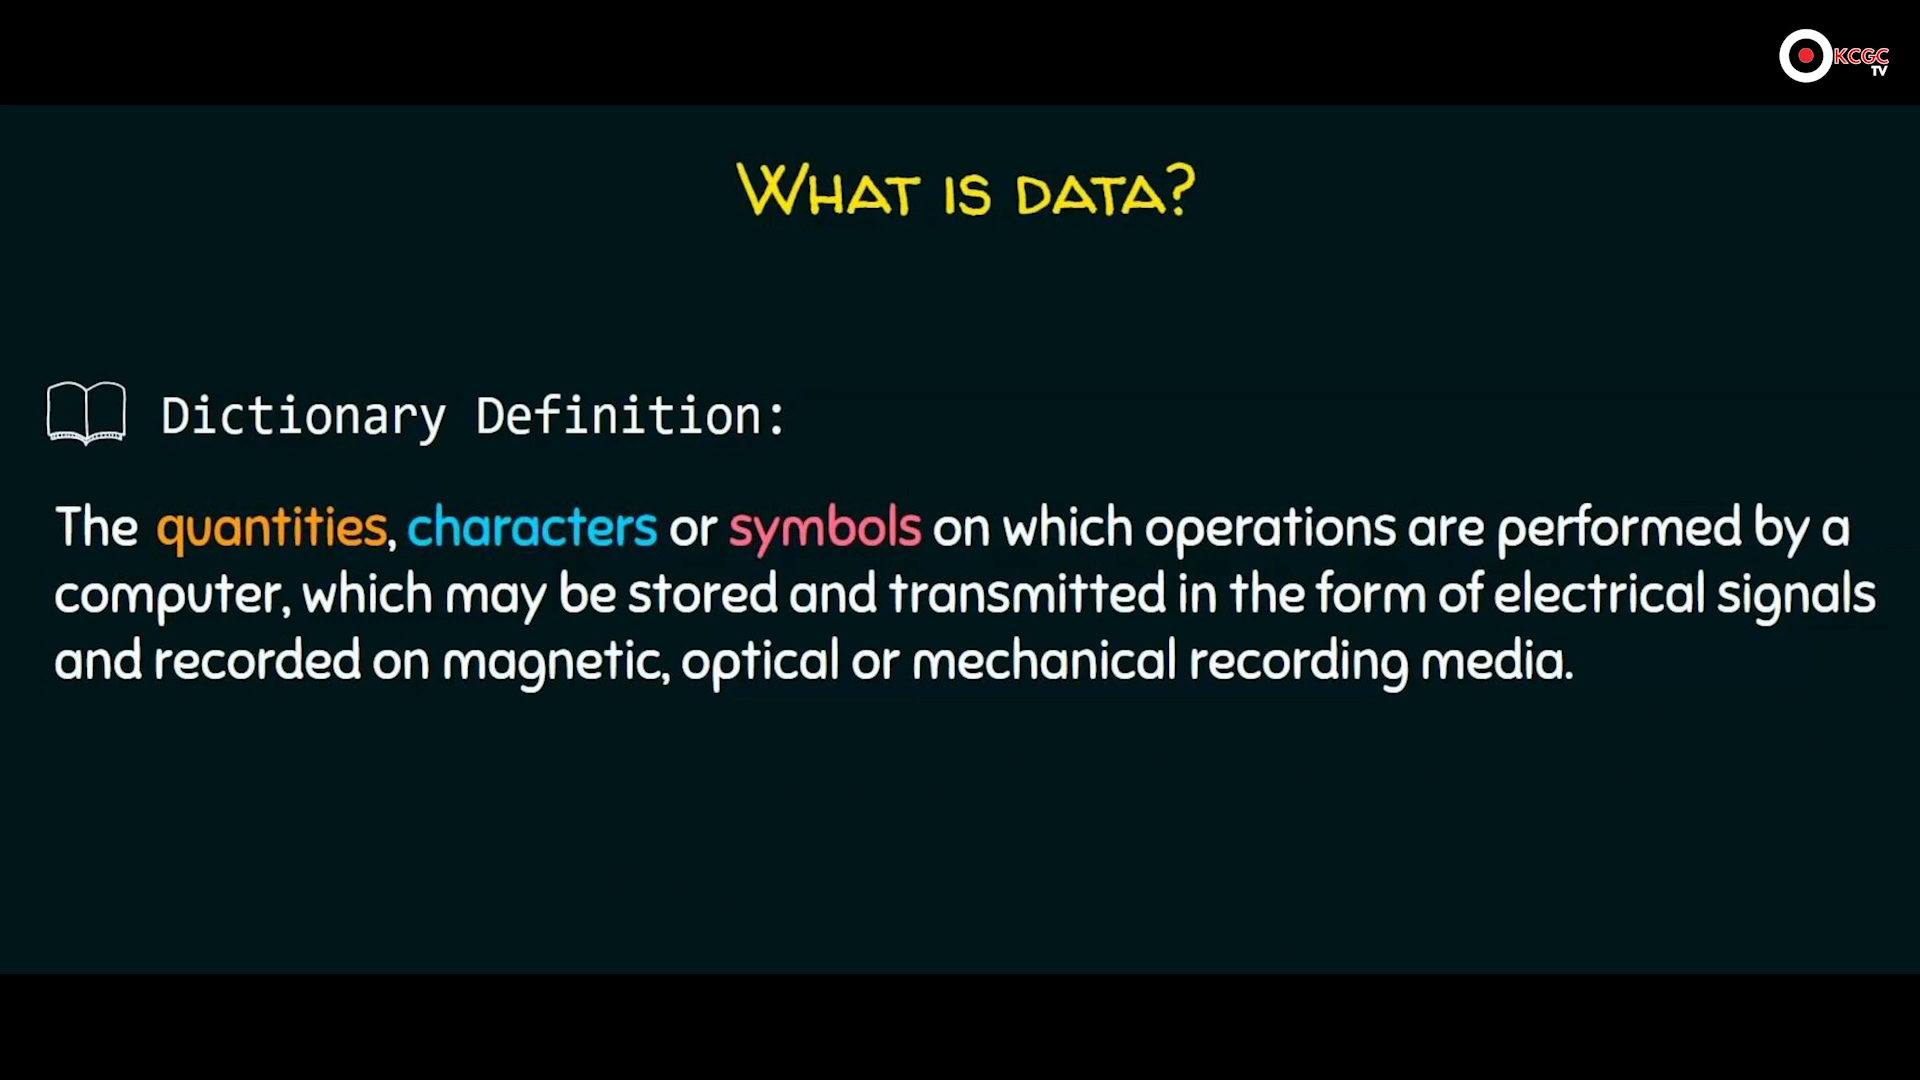 KCGC
TV
WHAT IS DATA?
Dictionary Definition:
The quantities, characters or symbols on which operations are performed by a
computer, which may be stored and transmitted in the form of electrical signals
and recorded on magnetic, optical or mechanical recording media.